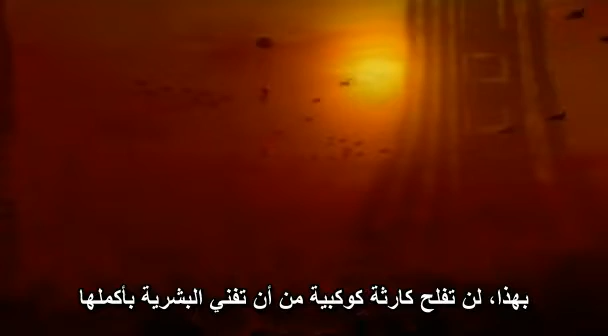 بهذا، لن تفلح كارثة كوكبية من أن تفني البشرية بأكملها